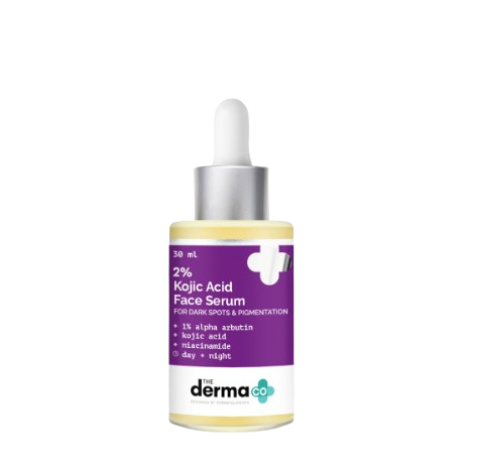 30 ml
2%
Kojic Acid
Face Serum
FOR DARK SPOTS & PIGMENTATION
+ 1% alpha arbutin
+ kojic acid
+ niacinamide
day + night
THE
derma co